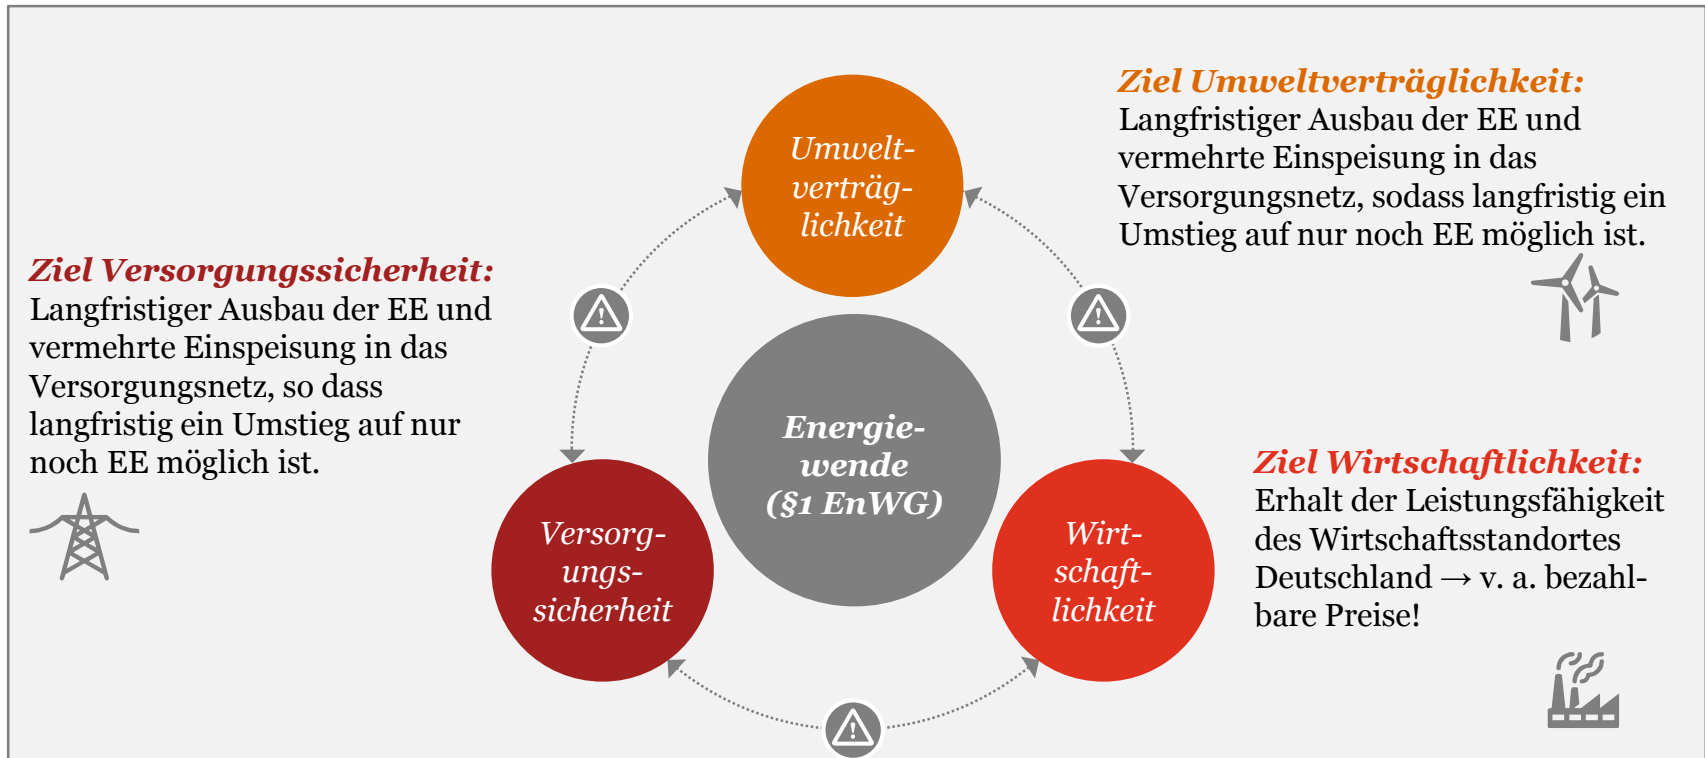 Ziel Umweltverträglichkeit:
Langfristiger Ausbau der EE und
vermehrte Einspeisung in das
Versorgungsnetz, sodass langfristig ein
Umstieg auf nur noch EE möglich ist.
Umwelt-
verträg-
lichkeit
Ziel Versorgungssicherheit:
Langfristiger Ausbau der EE und
vermehrte Einspeisung in das
Versorgungsnetz, so dass
langfristig ein Umstieg auf nur
noch EE möglich ist.
Energie-
wende
(§1 EnWG)
Ziel Wirtschaftlichkeit:
Erhalt der Leistungsfähigkeit
des Wirtschaftsstandortes
Deutschland → v. a. bezahl-
bare Preise!
Versorg-
ungs-
sicherheit
Wirt-
schaft-
lichkeit